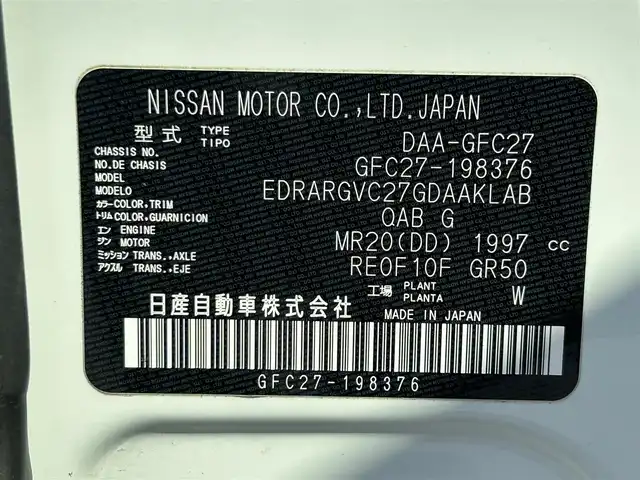 NISSAN MOTOR CO.,LTD.JAPAN
型式 TYPE TIPO DAA-GFC27
CHASSIS NO. NO.DE CHASIS GFC27-198376
MODEL MODELO EDRARGVC27GDAAKLAB
カラー COLOR,TRIM トリム COLOR,GUARNICION QAB G
エンジン ENGINE MOTOR MR20(DD) 1997 cc
ミッション TRANS.,AXLE アクスル TRANS.,EJE RE0F10F GR50
工場 PLANT PLANTA W
日産自動車株式会社 MADE IN JAPAN
GFC27-198376